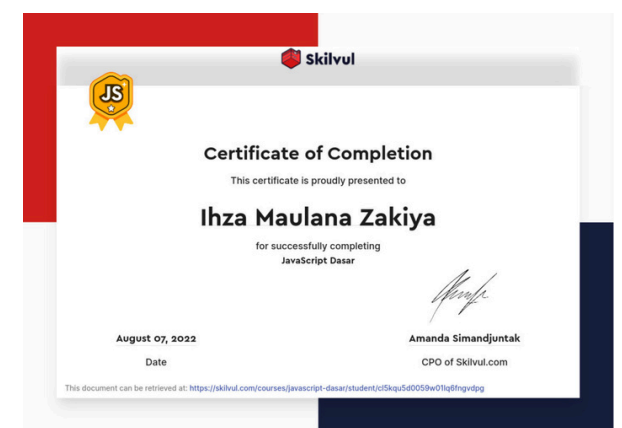 Skilvul
JS
Certificate of Completion
This certificate is proudly presented to
Ihza Maulana Zakiya
for successfully completing
JavaScript Dasar
August 07, 2022
Amanda Simandjuntak
Date
CPO of Skilvul.com
This document can be retrieved at: https://skilvul.com/courses/javascript-dasar/student/cl5kqu5d0059w01lq6fngvdpg